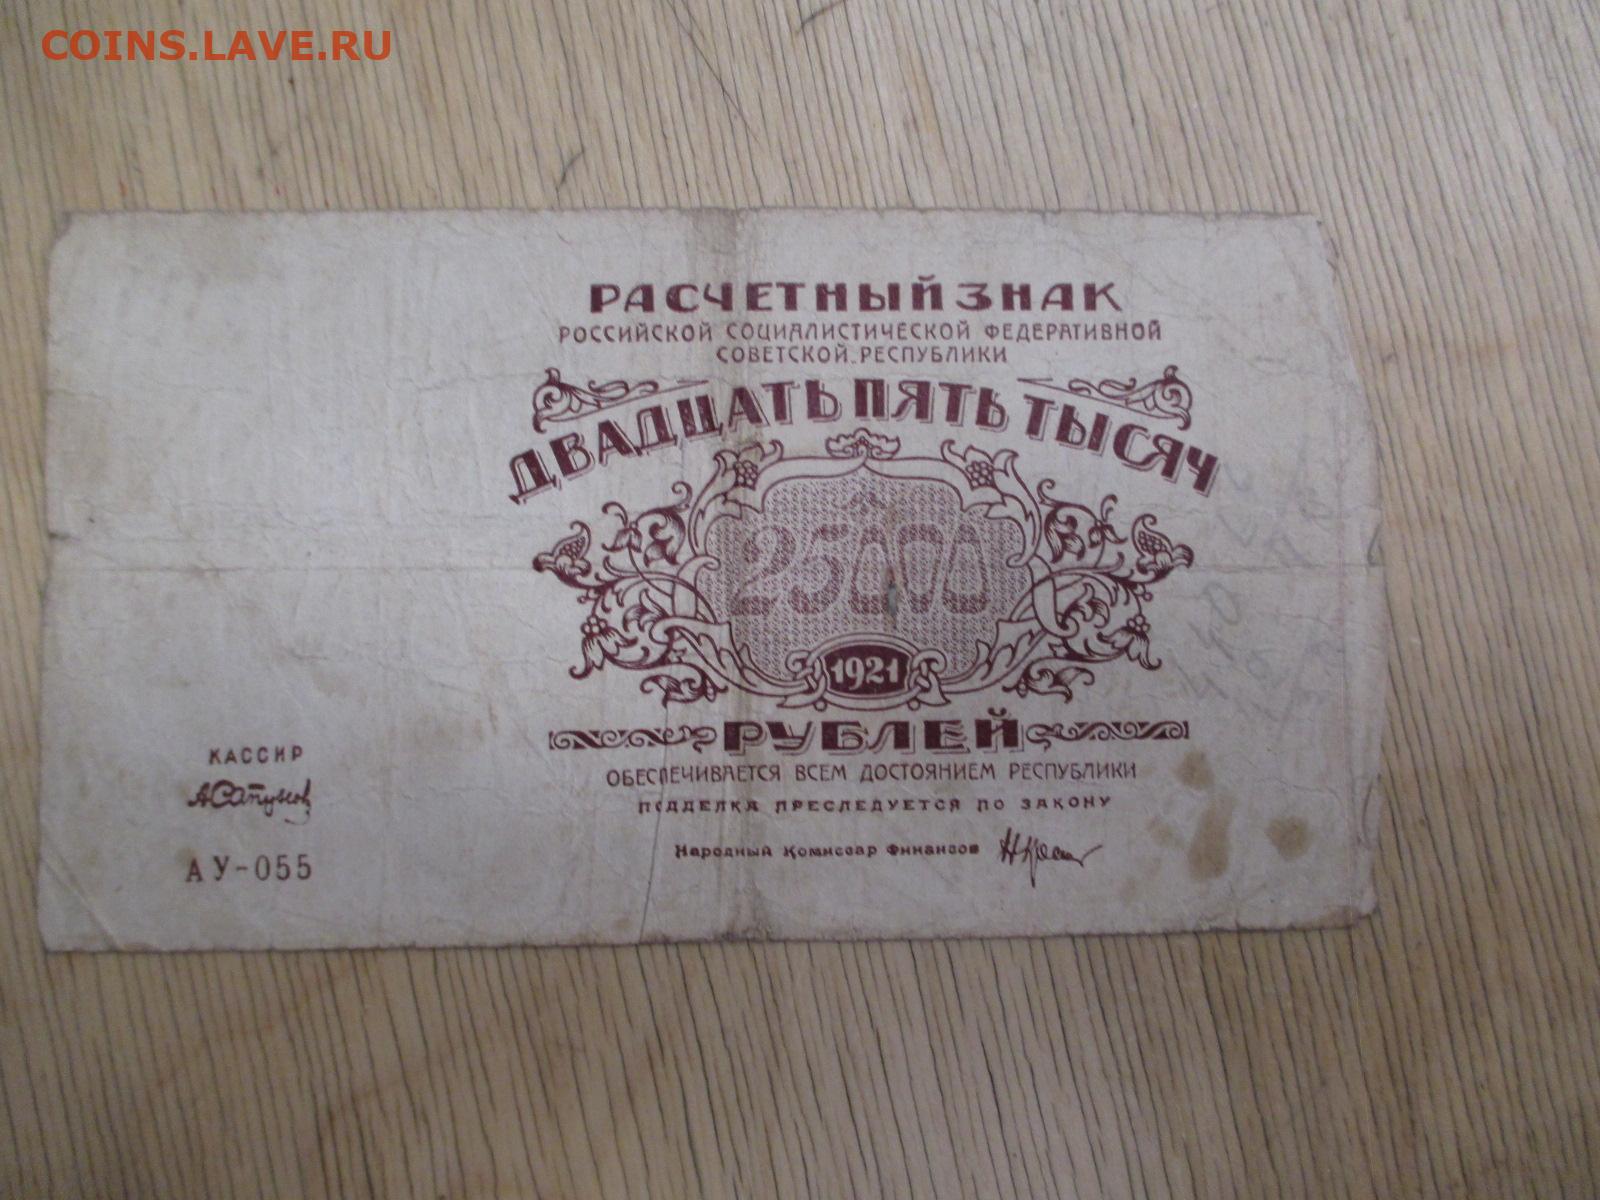 COINS.LAVE.RU
РАСЧЕТНЫЙ ЗНАК
РОССИЙСКОЙ СОЦИАЛИСТИЧЕСКОЙ ФЕДЕРАТИВНОЙ
СОВЕТСКОЙ РЕСПУБЛИКИ
ДВАДЦАТЬ ПЯТЬ ТЫСЯЧ
25000
1921
РУБЛЕЙ
ОБЕСПЕЧИВАЕТСЯ ВСЕМ ДОСТОЯНИЕМ РЕСПУБЛИКИ
ПОДДЕЛКА ПРЕСЛЕДУЕТСЯ ПО ЗАКОНУ
Народный Комиссар Финансов
КАССИР
АУ-055